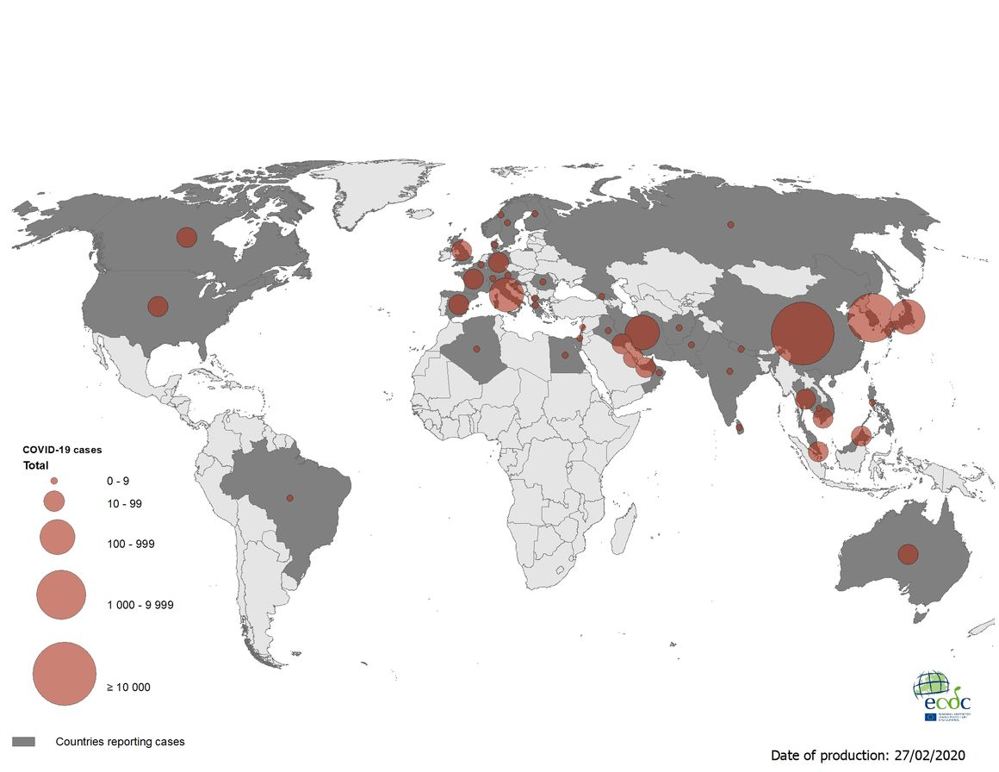 COVID-19 cases
Total
0 - 9
10 - 99
100 - 999
1 000 - 9 999
≥ 10 000
Countries reporting cases
ecdc
Date of production: 27/02/2020